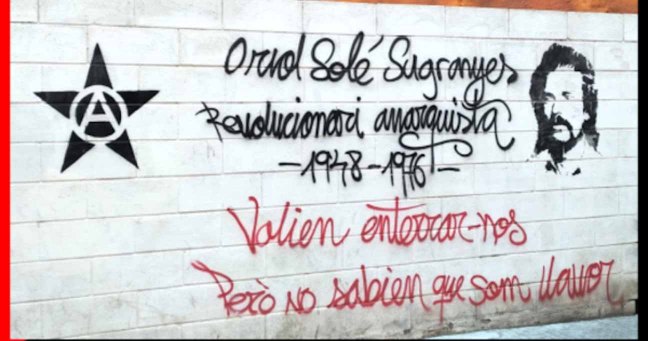 Oriol Solé Sugranyes
Revolucionari anarquista
-1948-1976-
Volien enterrar-nos
Però no sabien que som llavor
A